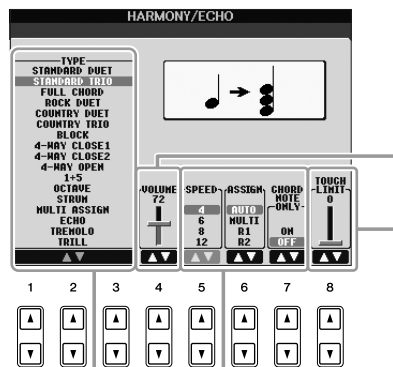 HARMONY/ECHO
TYPE
STANDARD DUET
STANDARD TRIO
FULL CHORD
ROCK DUET
COUNTRY DUET
COUNTRY TRIO
BLOCK
4-WAY CLOSE1
4-WAY CLOSE2
4-WAY OPEN
1+5
OCTAVE
STRUM
MULTI ASSIGN
ECHO
TREMOLO
TRILL
VOLUME
72
SPEED
4
6
8
12
ASSIGN
AUTO
MULTI
R1
R2
CHORD
NOTE
ONLY
ON
OFF
TOUCH
LIMIT
0
1 2 3 4 5 6 7 8